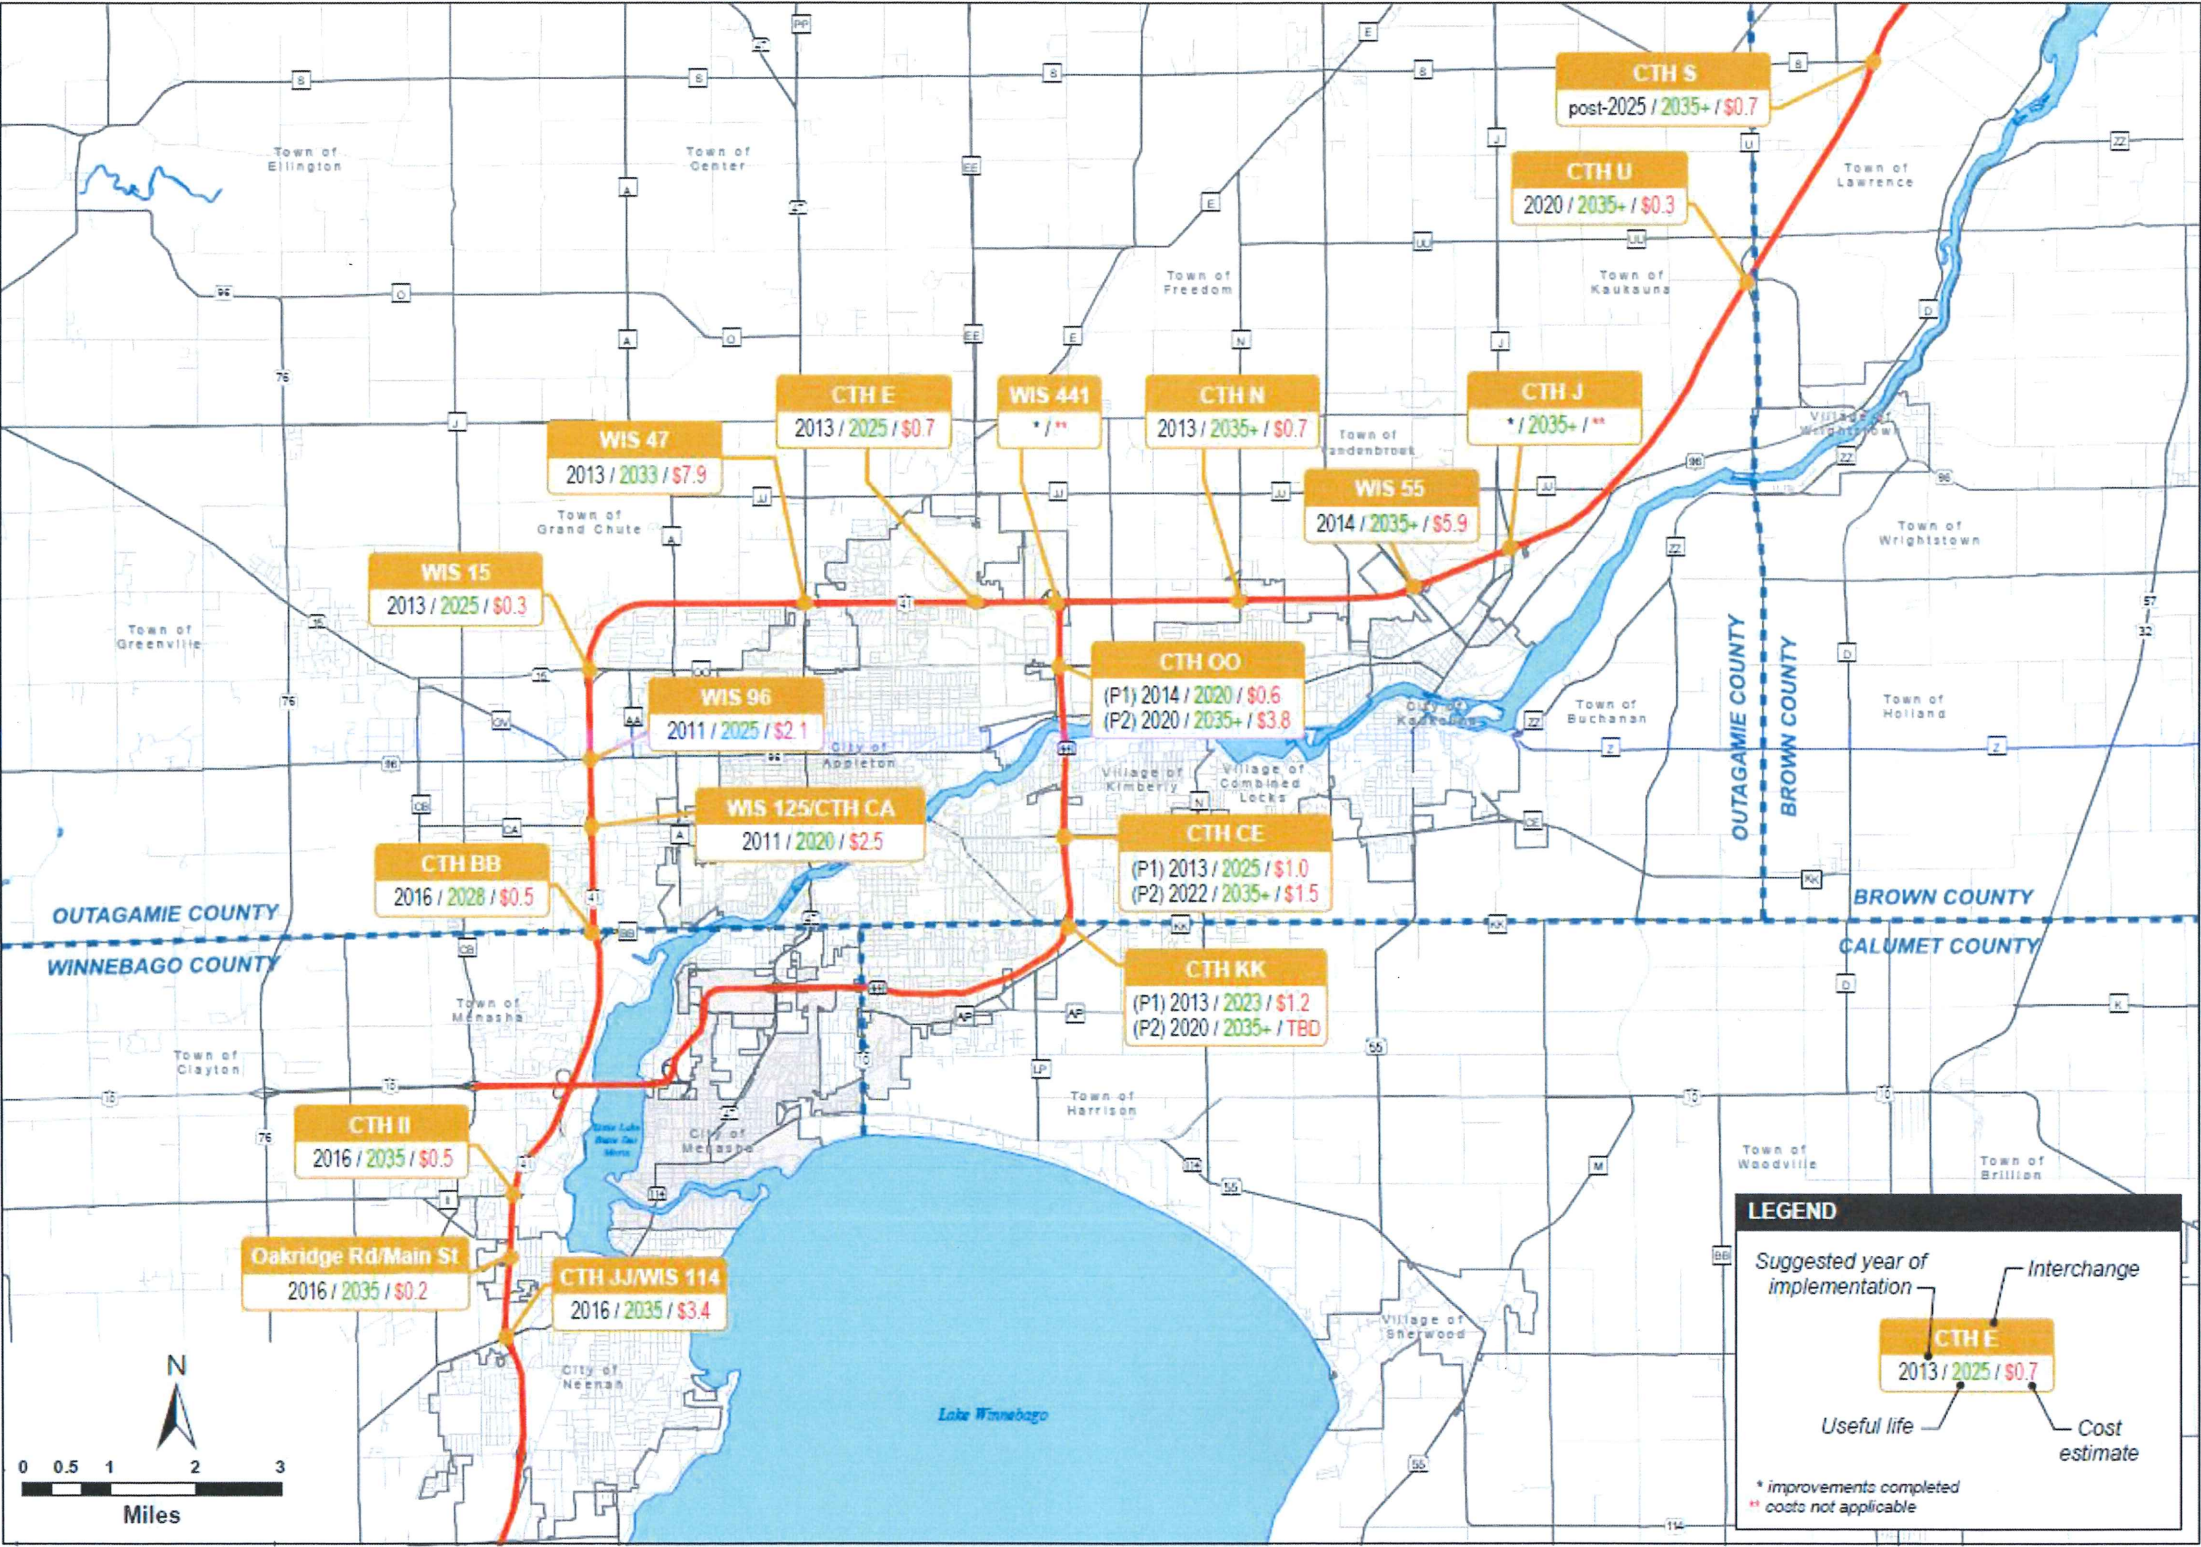 CTH S
post-2025 / 2035+ / $0.7
CTH U
2020 / 2035+ / $0.3
Town of
Ellington
Town of
Center
Town of
Lawrence
Town of
Freedom
Town of
Kaukauna
CTH E
2013 / 2025 / $0.7
WIS 441
* / **
CTH N
2013 / 2035+ / $0.7
CTH J
* / 2035+ / **
WIS 47
2013 / 2033 / $7.9
WIS 55
2014 / 2035+ / $5.9
Town of
Village of
Town of
Grand Chute
Town of
Wrightstown
WIS 15
2013 / 2025 / $0.3
Town of
Greenville
CTH OO
(P1) 2014 / 2020 / $0.6
(P2) 2020 / 2035+ / $3.8
WIS 96
2011 / 2025 / $2.1
City of
Appleton
City of
Town of
Buchanan
Town of
Holland
OUTAGAMIE COUNTY
BROWN COUNTY
Village of
Kimberly
Village of
Combined
Locks
WIS 125/CTH CA
2011 / 2020 / $2.5
CTH CE
(P1) 2013 / 2025 / $1.0
(P2) 2022 / 2035+ / $1.5
CTH BB
2016 / 2028 / $0.5
OUTAGAMIE COUNTY
WINNEBAGO COUNTY
BROWN COUNTY
CALUMET COUNTY
CTH KK
(P1) 2013 / 2023 / $1.2
(P2) 2020 / 2035+ / TBD
Town of
Menasha
Town of
Clayton
Town of
Harrison
CTH II
2016 / 2035 / $0.5
City of
Menasha
Town of
Woodville
Town of
Brillion
Oakridge Rd/Main St
2016 / 2035 / $0.2
CTH JJ/WIS 114
2016 / 2035 / $3.4
Village of
Sherwood
City of
Neenah
Lake Winnebago
N
0 0.5 1 2 3
Miles
LEGEND
Suggested year of
implementation
Interchange
CTH E
2013 / 2025 / $0.7
Useful life
Cost
estimate
* improvements completed
** costs not applicable